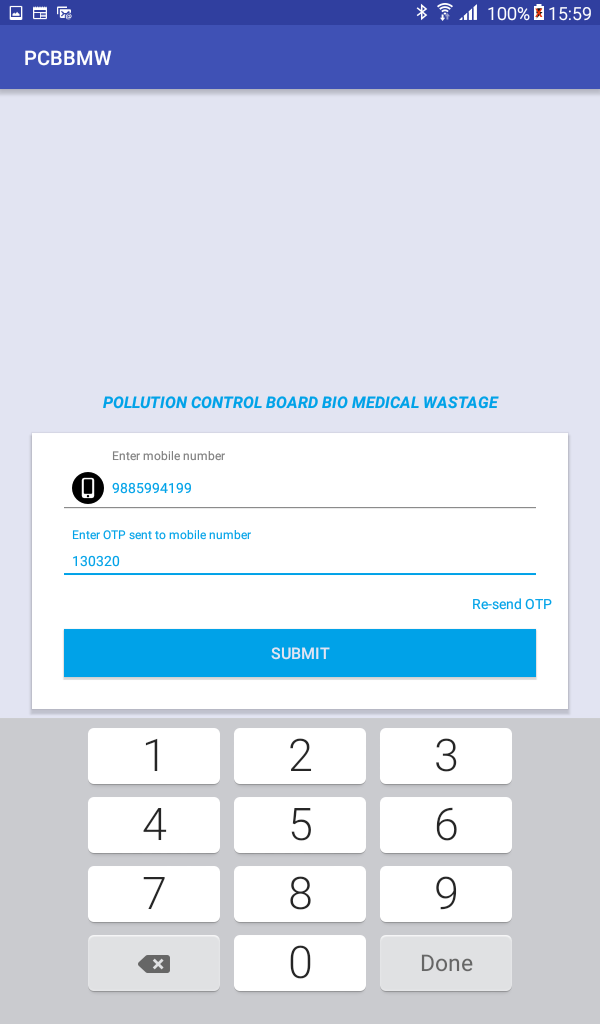 100% 15:59
PCBBMW
POLLUTION CONTROL BOARD BIO MEDICAL WASTAGE
Enter mobile number
9885994199
Enter OTP sent to mobile number
130320
Re-send OTP
SUBMIT
1 2 3
4 5 6
7 8 9
0 Done